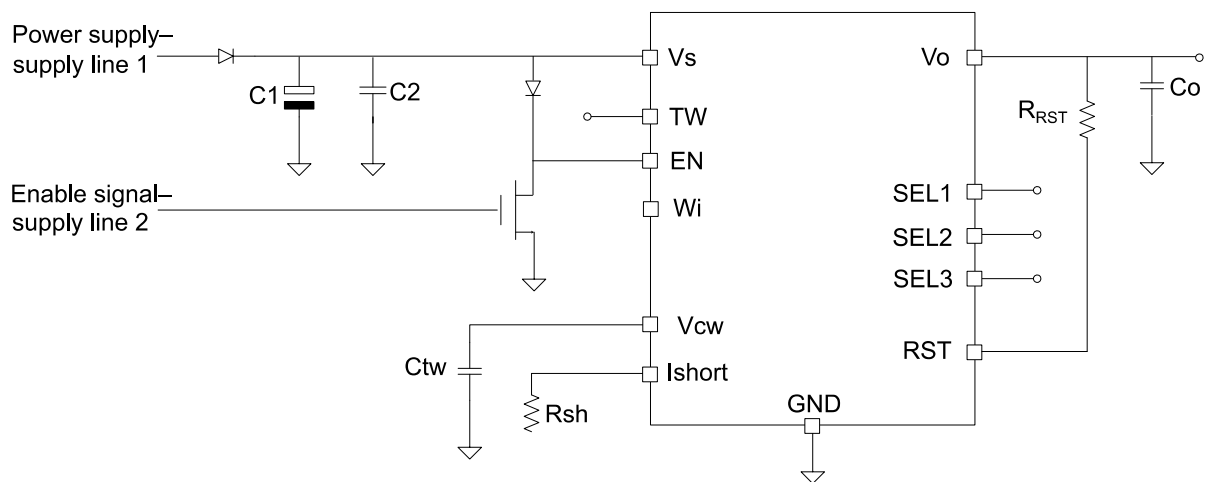 Power supply–
supply line 1
C1
C2
Vs
Vo
Co
TW
RRST
EN
Enable signal–
supply line 2
Wi
SEL1
SEL2
SEL3
Vcw
RST
Ctw
Ishort
Rsh
GND